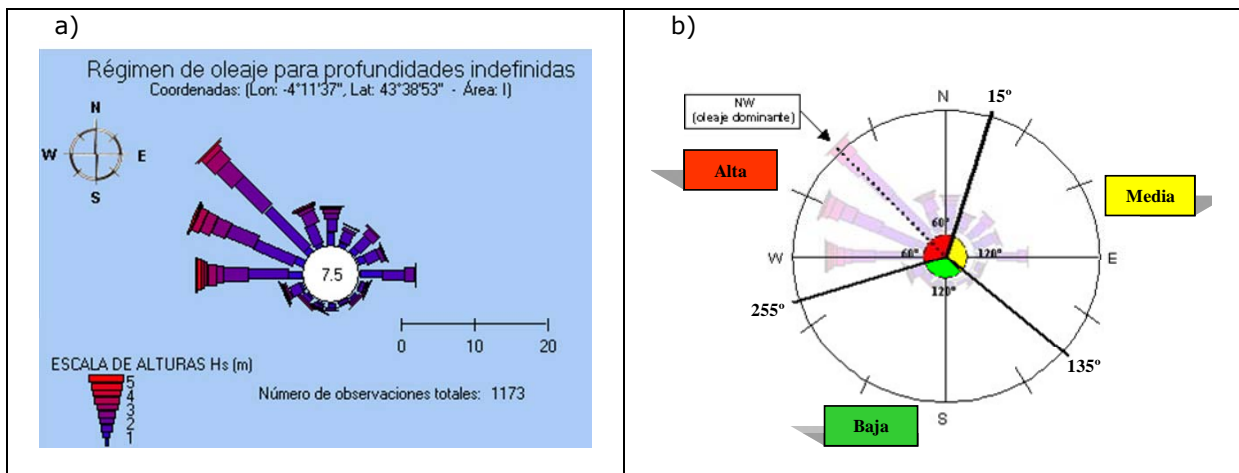 a)
Régimen de oleaje para profundidades indefinidas
Coordenadas: (Lon: -4°11'37", Lat: 43°38'53" - Área: I)
N
W
E
S
7.5
0
10
20
ESCALA DE ALTURAS Hs (m)
5
4
3
2
1
Número de observaciones totales: 1173
b)
NW
(oleaje dominante)
N
15º
Alta
Media
60º
W
60º
120º
E
120º
255º
135º
S
Baja